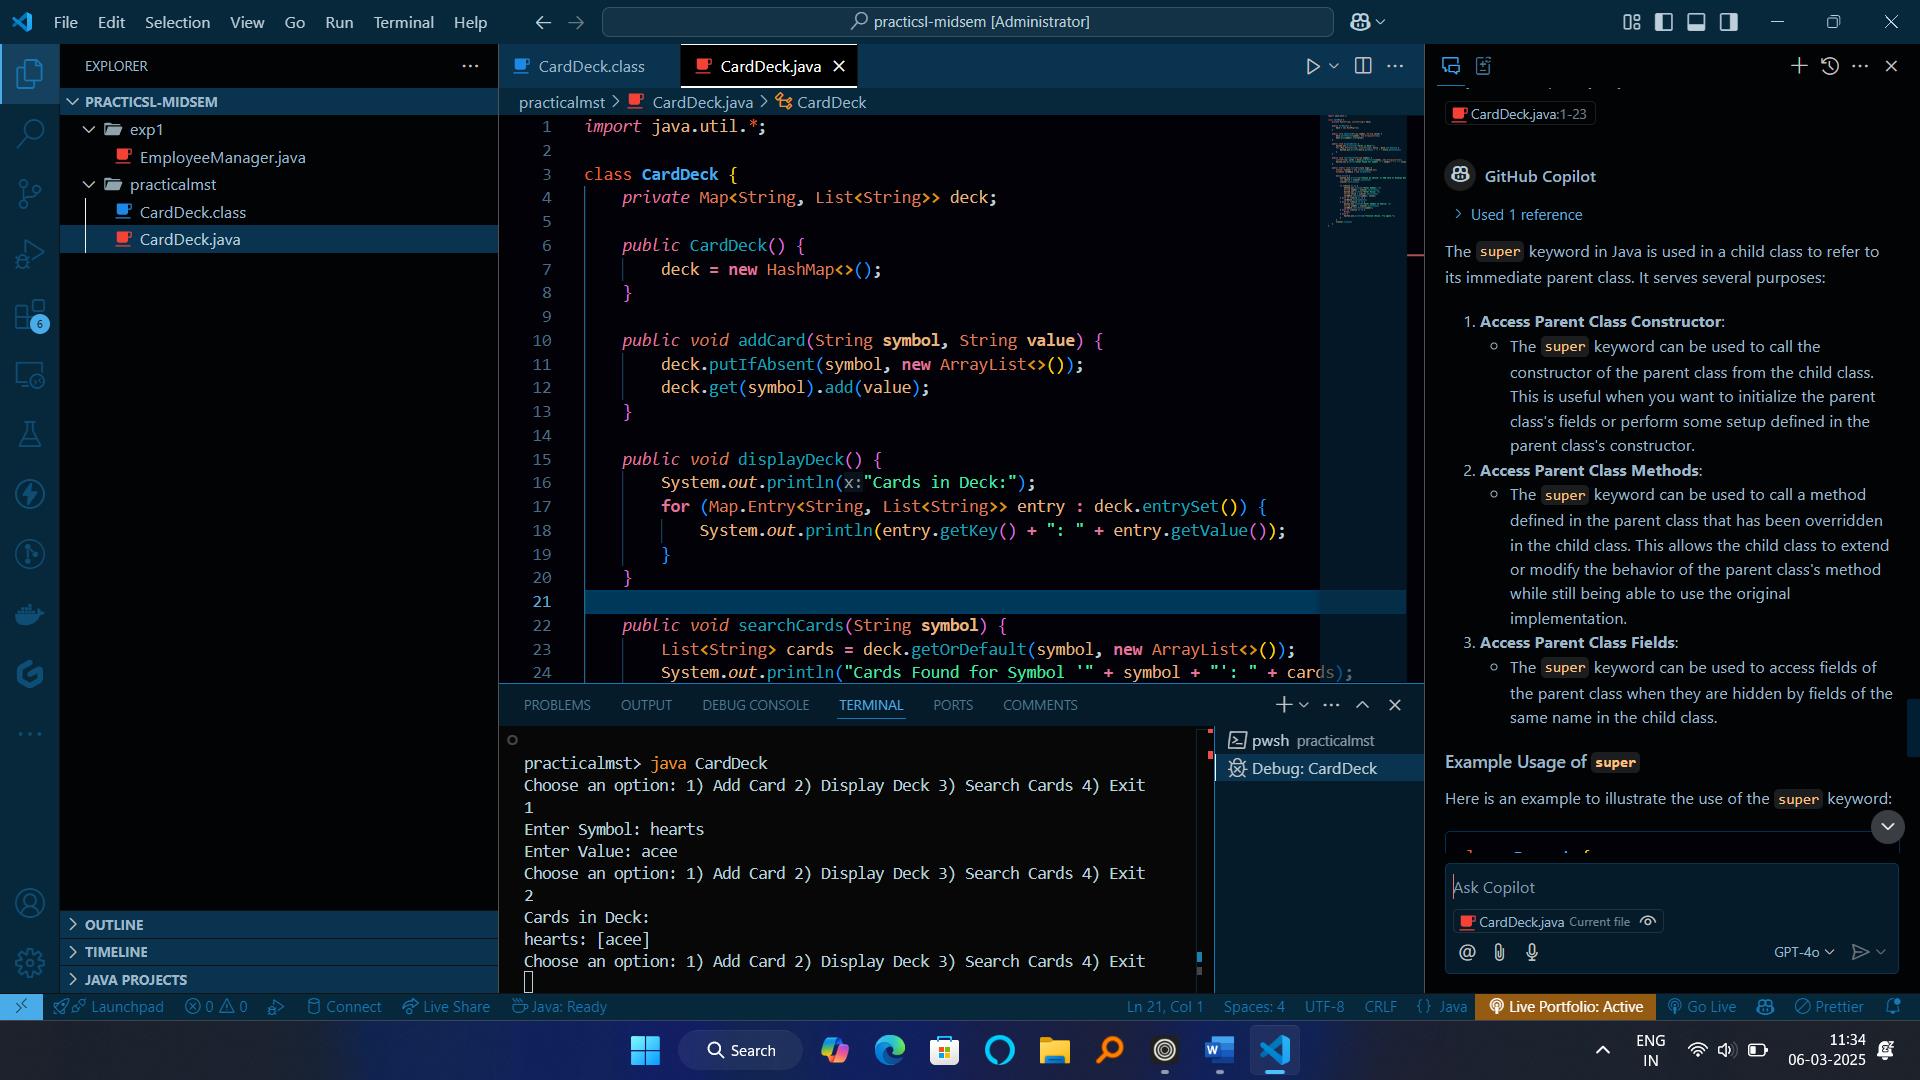 File Edit Selection View Go Run Terminal Help
practicsl-midsem [Administrator]
EXPLORER
PRACTICSL-MIDSEM
exp1
EmployeeManager.java
practicalmst
CardDeck.class
CardDeck.java
OUTLINE
TIMELINE
JAVA PROJECTS
6
CardDeck.class
CardDeck.java
practicalmst > CardDeck.java > CardDeck
1 import java.util.*;
2
3 class CardDeck {
4 private Map<String, List<String>> deck;
5
6 public CardDeck() {
7 deck = new HashMap<>();
8 }
9
10 public void addCard(String symbol, String value) {
11 deck.putIfAbsent(symbol, new ArrayList<>());
12 deck.get(symbol).add(value);
13 }
14
15 public void displayDeck() {
16 System.out.println(x:"Cards in Deck:");
17 for (Map.Entry<String, List<String>> entry : deck.entrySet()) {
18 System.out.println(entry.getKey() + ": " + entry.getValue());
19 }
20 }
21
22 public void searchCards(String symbol) {
23 List<String> cards = deck.getOrDefault(symbol, new ArrayList<>());
24 System.out.println("Cards Found for Symbol '" + symbol + "': " + cards);
PROBLEMS OUTPUT DEBUG CONSOLE TERMINAL PORTS COMMENTS
practicalmst> java CardDeck
Choose an option: 1) Add Card 2) Display Deck 3) Search Cards 4) Exit
1
Enter Symbol: hearts
Enter Value: acee
Choose an option: 1) Add Card 2) Display Deck 3) Search Cards 4) Exit
2
Cards in Deck:
hearts: [acee]
Choose an option: 1) Add Card 2) Display Deck 3) Search Cards 4) Exit
pwsh practicalmst
Debug: CardDeck
CardDeck.java:1-23
GitHub Copilot
Used 1 reference
The super keyword in Java is used in a child class to refer to
its immediate parent class. It serves several purposes:
1. Access Parent Class Constructor:
The super keyword can be used to call the
constructor of the parent class from the child class.
This is useful when you want to initialize the parent
class's fields or perform some setup defined in the
parent class's constructor.
2. Access Parent Class Methods:
The super keyword can be used to call a method
defined in the parent class that has been overridden
in the child class. This allows the child class to extend
or modify the behavior of the parent class's method
while still being able to use the original
implementation.
3. Access Parent Class Fields:
The super keyword can be used to access fields of
the parent class when they are hidden by fields of the
same name in the child class.
Example Usage of super
Here is an example to illustrate the use of the super keyword:
Ask Copilot
CardDeck.java Current file
GPT-4o
Launchpad 0 0 Connect Live Share Java: Ready Ln 21, Col 1 Spaces: 4 UTF-8 CRLF {} Java Live Portfolio: Active Go Live Prettier
Search
ENG
IN
11:34
06-03-2025